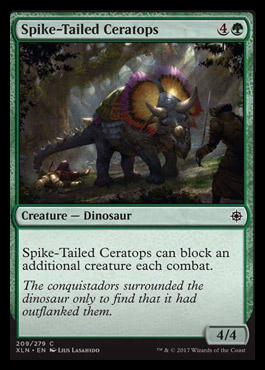 Spike-Tailed Ceratops 4
Creature — Dinosaur
Spike-Tailed Ceratops can block an
additional creature each combat.
The conquistadors surrounded the
dinosaur only to find that it had
outflanked them.
4/4
209/279 C
XLN • EN Lius Lasahido
™ & © 2017 Wizards of the Coast